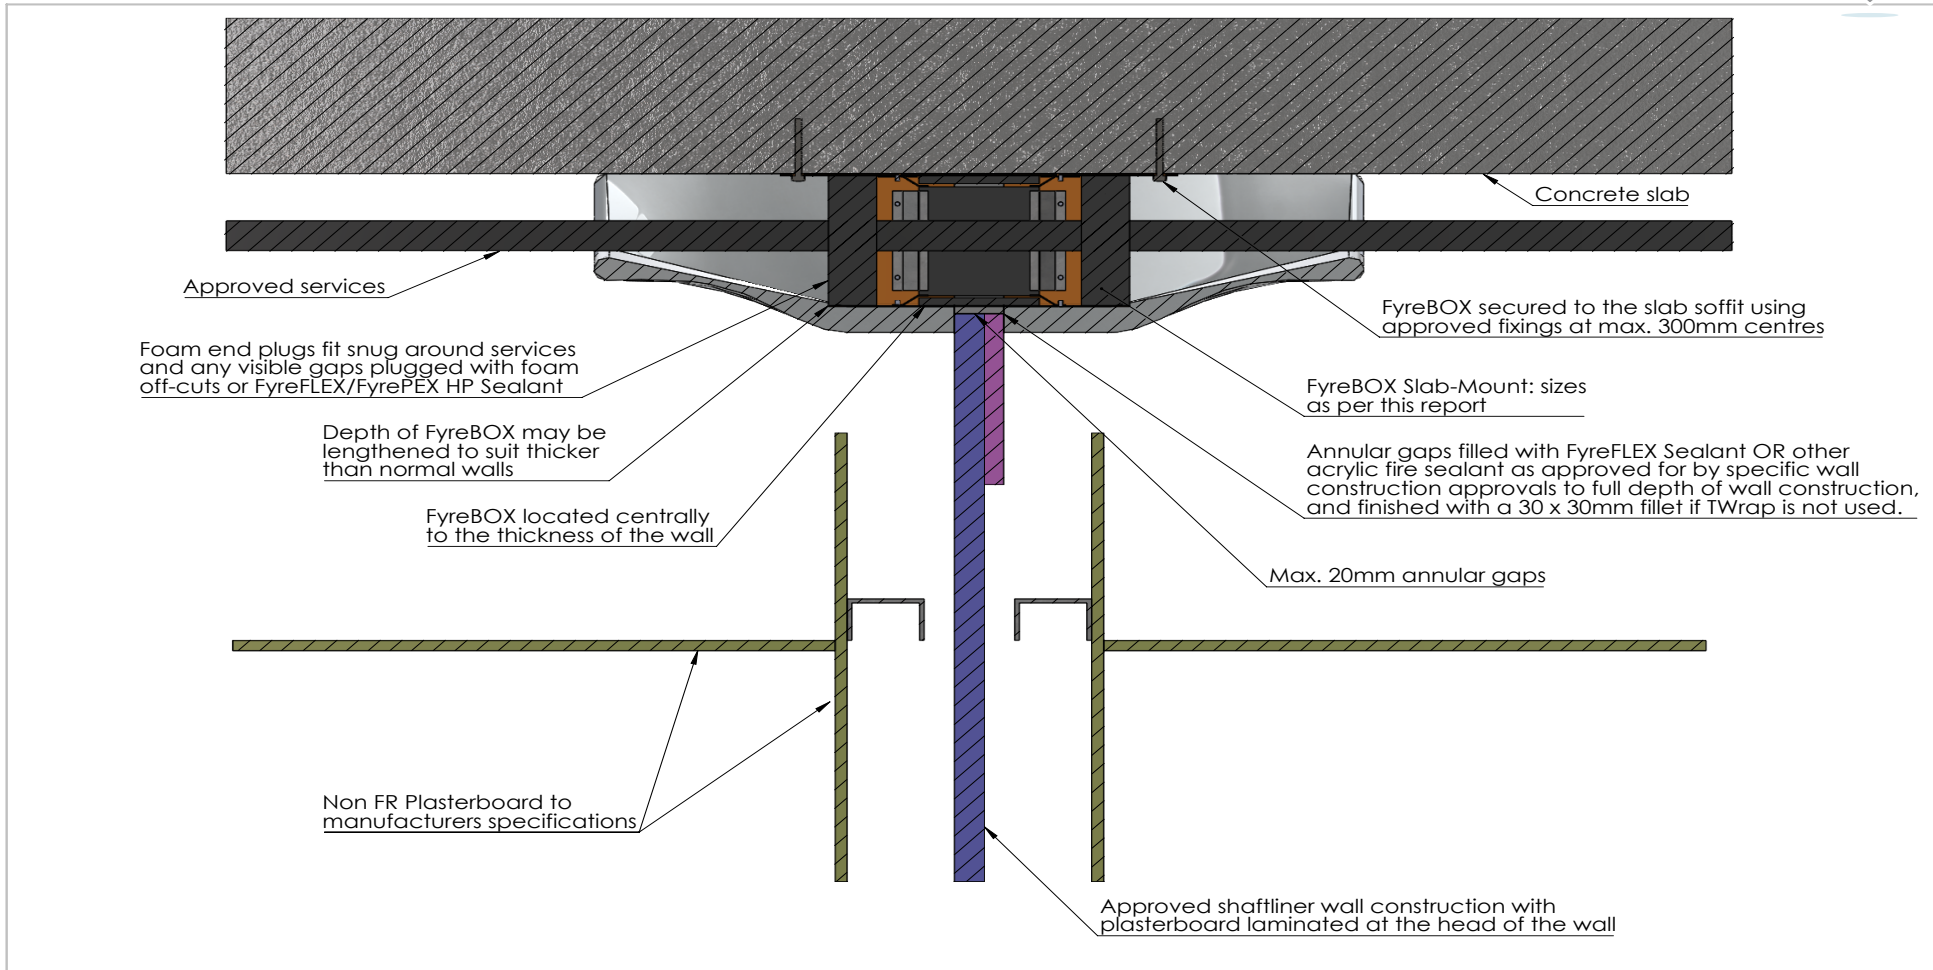 Concrete slab
Approved services
FyreBOX secured to the slab soffit using
approved fixings at max. 300mm centres
Foam end plugs fit snug around services
and any visible gaps plugged with foam
off-cuts or FyreFLEX/FyrePEX HP Sealant
FyreBOX Slab-Mount: sizes
as per this report
Depth of FyreBOX may be
lengthened to suit thicker
than normal walls
Annular gaps filled with FyreFLEX Sealant OR other
acrylic fire sealant as approved for by specific wall
construction approvals to full depth of wall construction,
and finished with a 30 x 30mm fillet if TWrap is not used.
FyreBOX located centrally
to the thickness of the wall
Max. 20mm annular gaps
Non FR Plasterboard to
manufacturers specifications
Approved shaftliner wall construction with
plasterboard laminated at the head of the wall